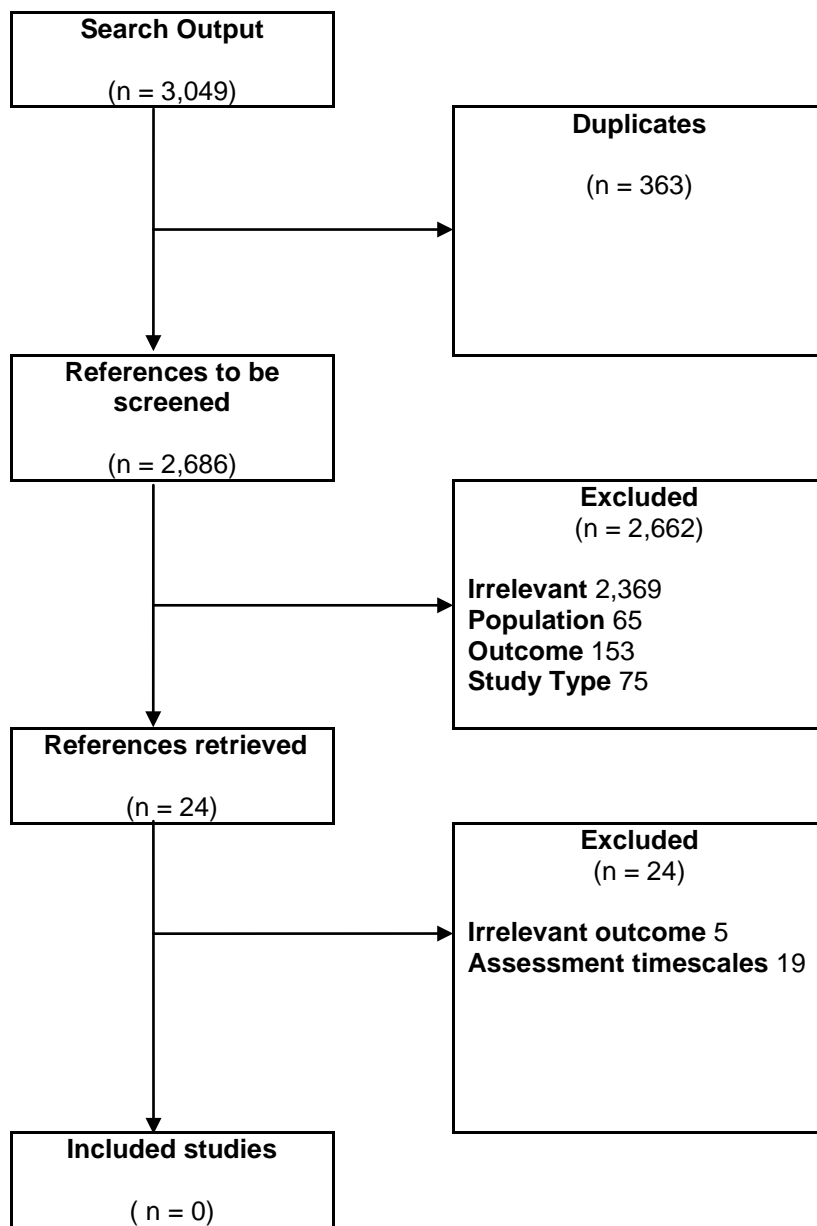 Search Output
(n = 3,049)
Duplicates
(n = 363)
References to be
screened
(n = 2,686)
Excluded
(n = 2,662)
Irrelevant 2,369
Population 65
Outcome 153
Study Type 75
References retrieved
(n = 24)
Excluded
(n = 24)
Irrelevant outcome 5
Assessment timescales 19
Included studies
( n = 0)